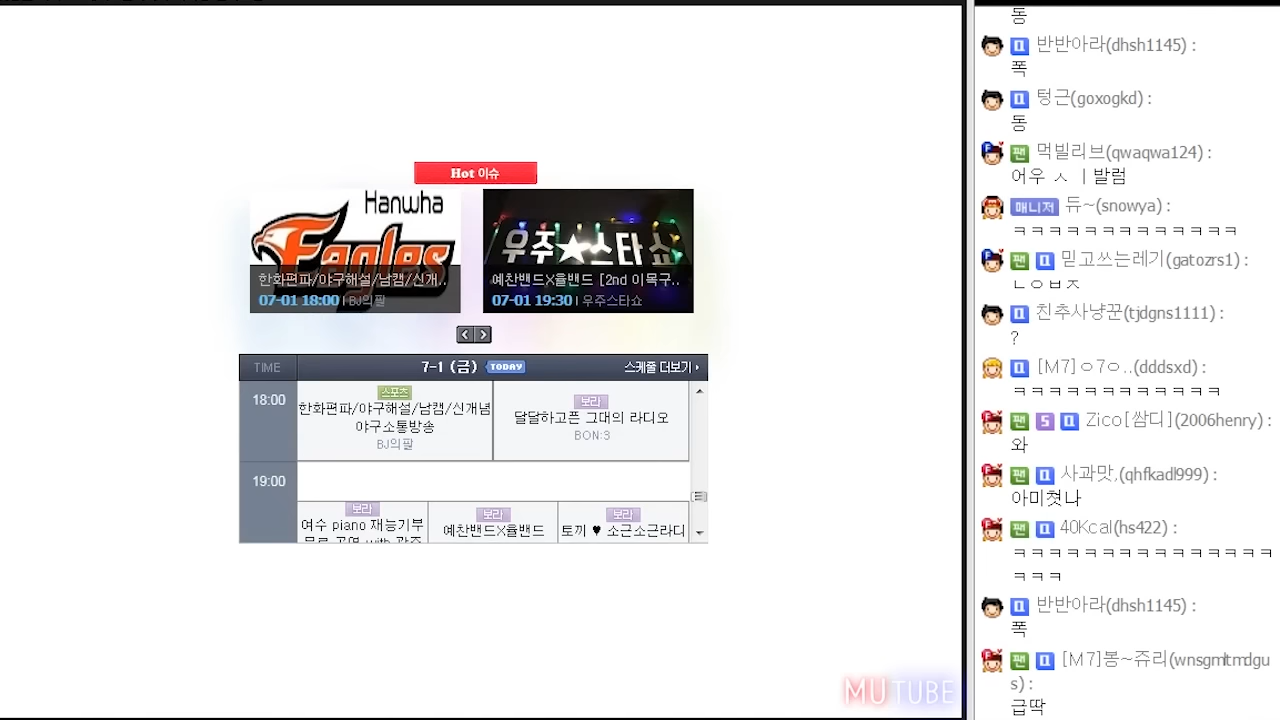 Hot 이슈
Hanwha
Eagles
한화편파/야구해설/남캠/신개..
07-01 18:00 | BJ의팔
우주★스타쇼
예찬밴드X율밴드 [2nd 이목구..
07-01 19:30 | 우주스타쇼
TIME
7-1 (금) TODAY
스케줄 더보기
18:00
스포츠
한화편파/야구해설/남캠/신개념
야구소통방송
BJ의팔
보라
달달하고픈 그대의 라디오
BON:3
19:00
보라
여수 piano 재능기부
보라
예찬밴드X율밴드
보라
토끼 ♥ 소근소근라디
MUTUBE
동
반반아라(dhsh1145) :
폭
텅근(goxogkd) :
동
팬 먹빌리브(qwaqwa124) :
어우 ㅅ ㅣ발럼
매니저 듀~(snowya) :
ㅋㅋㅋㅋㅋㅋㅋㅋㅋㅋㅋㅋㅋ
팬 믿고쓰는레기(gatozrs1) :
ㄴㅇㅂㅈ
친추사냥꾼(tjdgns1111) :
?
[M7]ㅇ7ㅇ..(dddsxd) :
ㅋㅋㅋㅋㅋㅋㅋㅋㅋㅋㅋㅋ
팬 S Zico[쌈디](2006henry) :
와
팬 사과맛,(qhfkadl999) :
아미쳣나
팬 40Kcal(hs422) :
ㅋㅋㅋㅋㅋㅋㅋㅋㅋㅋㅋㅋㅋㅋㅋ
ㅋㅋㅋ
반반아라(dhsh1145) :
폭
팬 [M7]봄~쥬리(wnsgmltmdgu
s) :
급딱